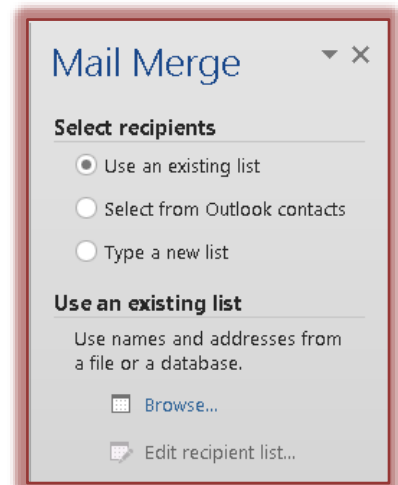 Mail Merge
Select recipients
Use an existing list
Select from Outlook contacts
Type a new list
Use an existing list
Use names and addresses from
a file or a database.
Browse...
Edit recipient list...